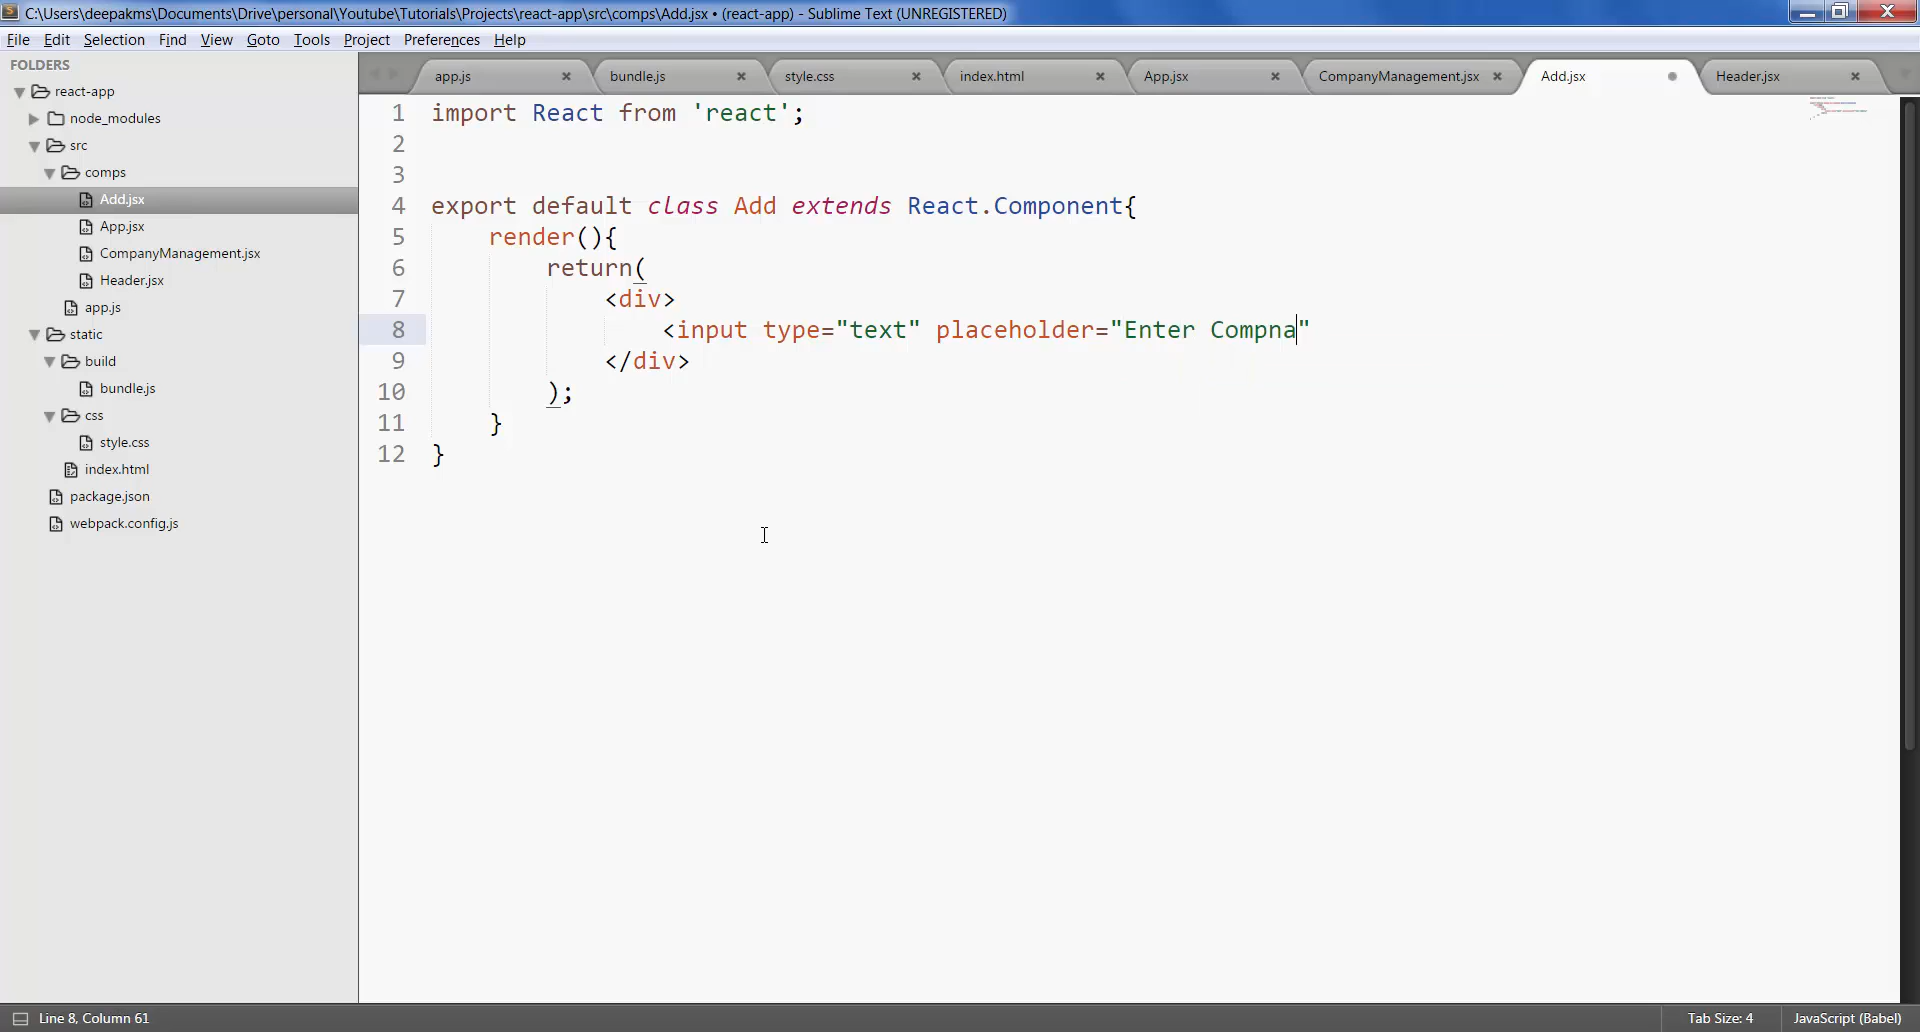 C:\Users\deepakms\Documents\Drive\personal\Youtube\Tutorials\Projects\react-app\src\comps\Add.jsx • (react-app) - Sublime Text (UNREGISTERED)
File Edit Selection Find View Goto Tools Project Preferences Help
FOLDERS
react-app
node_modules
src
comps
Add.jsx
App.jsx
CompanyManagement.jsx
Header.jsx
app.js
static
build
bundle.js
css
style.css
index.html
package.json
webpack.config.js
app.js bundle.js style.css index.html App.jsx CompanyManagement.jsx Add.jsx Header.jsx
1 import React from 'react';
2
3
4 export default class Add extends React.Component{
5 render(){
6 return(
7 <div>
8 <input type="text" placeholder="Enter Compna"
9 </div>
10 );
11 }
12 }
Line 8, Column 61 Tab Size: 4 JavaScript (Babel)